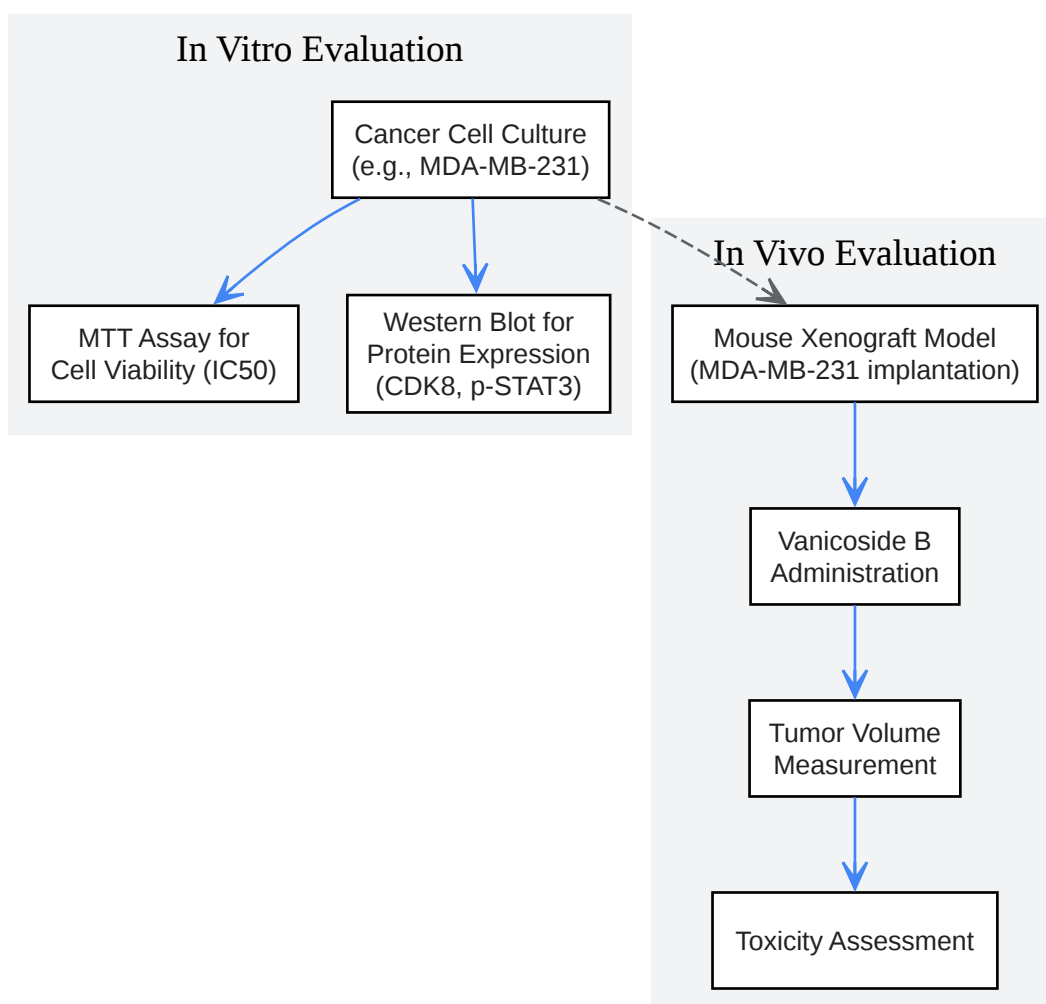 In Vitro Evaluation
Cancer Cell Culture
(e.g., MDA-MB-231)
MTT Assay for
Cell Viability (IC50)
Western Blot for
Protein Expression
(CDK8, p-STAT3)
In Vivo Evaluation
Mouse Xenograft Model
(MDA-MB-231 implantation)
Vanicoside B
Administration
Tumor Volume
Measurement
Toxicity Assessment